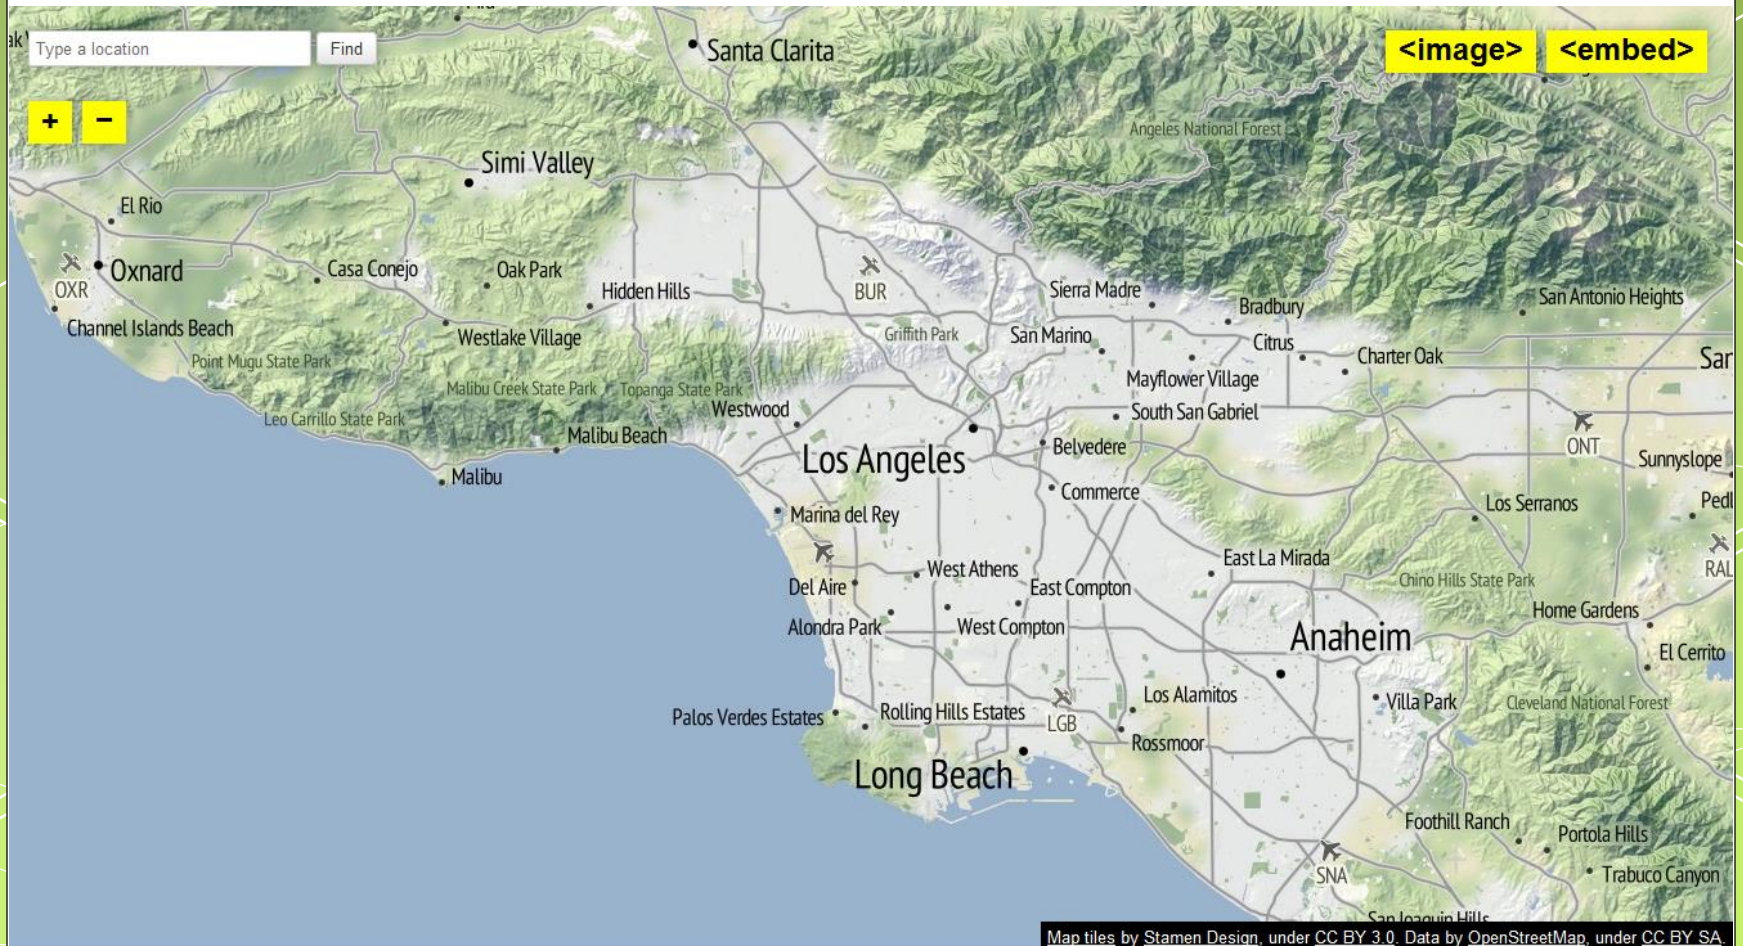 Santa Clarita
Type a location
Find
<image>
<embed>
+
−
Angeles National Forest
Simi Valley
El Rio
Oxnard
OXR
Casa Conejo
Oak Park
Hidden Hills
BUR
Sierra Madre
San Antonio Heights
Bradbury
Channel Islands Beach
Westlake Village
Griffith Park
San Marino
Citrus
Charter Oak
Point Mugu State Park
Malibu Creek State Park
Topanga State Park
Mayflower Village
Westwood
South San Gabriel
Leo Carrillo State Park
Malibu Beach
Los Angeles
Belvedere
ONT
Sunnyslope
Malibu
Commerce
Los Serranos
Marina del Rey
East La Mirada
West Athens
Del Aire
East Compton
Chino Hills State Park
RAL
Alondra Park
West Compton
Home Gardens
Anaheim
El Cerrito
Los Alamitos
Villa Park
Cleveland National Forest
Palos Verdes Estates
Rolling Hills Estates
LGB
Rossmoor
Long Beach
Foothill Ranch
Portola Hills
SNA
Trabuco Canyon
San Joaquin Hills
Map tiles by Stamen Design, under CC BY 3.0. Data by OpenStreetMap, under CC BY SA.